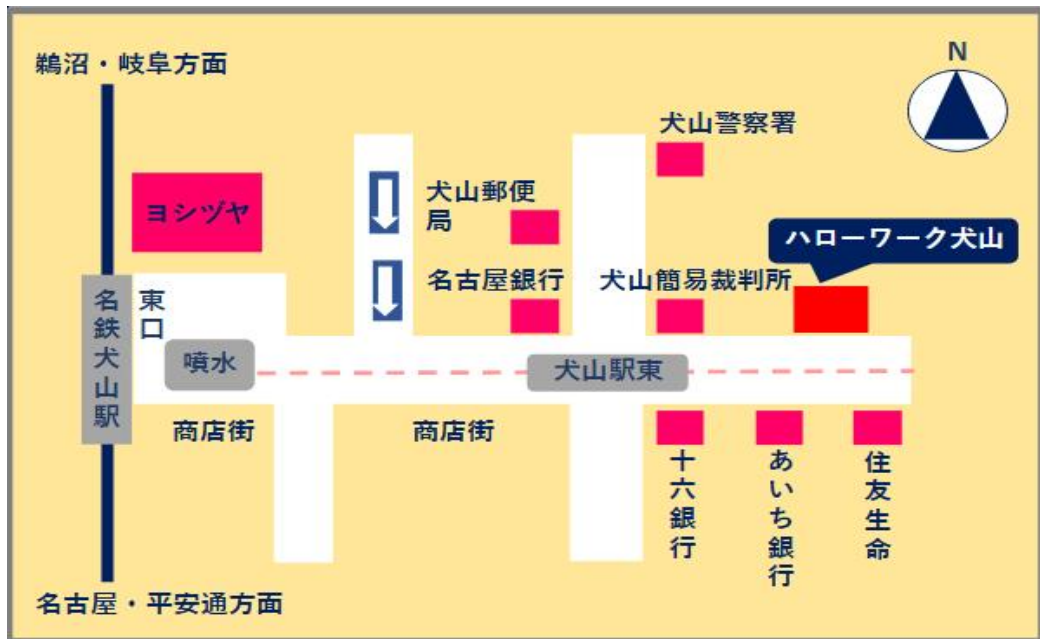 鵜沼・岐阜方面
N
犬山警察署
ヨシヅヤ
犬山郵便
局
ハローワーク犬山
名古屋銀行
犬山簡易裁判所
名鉄犬山駅
東口
噴水
犬山駅東
商店街
商店街
十六銀行
あいち銀行
住友生命
名古屋・平安通方面